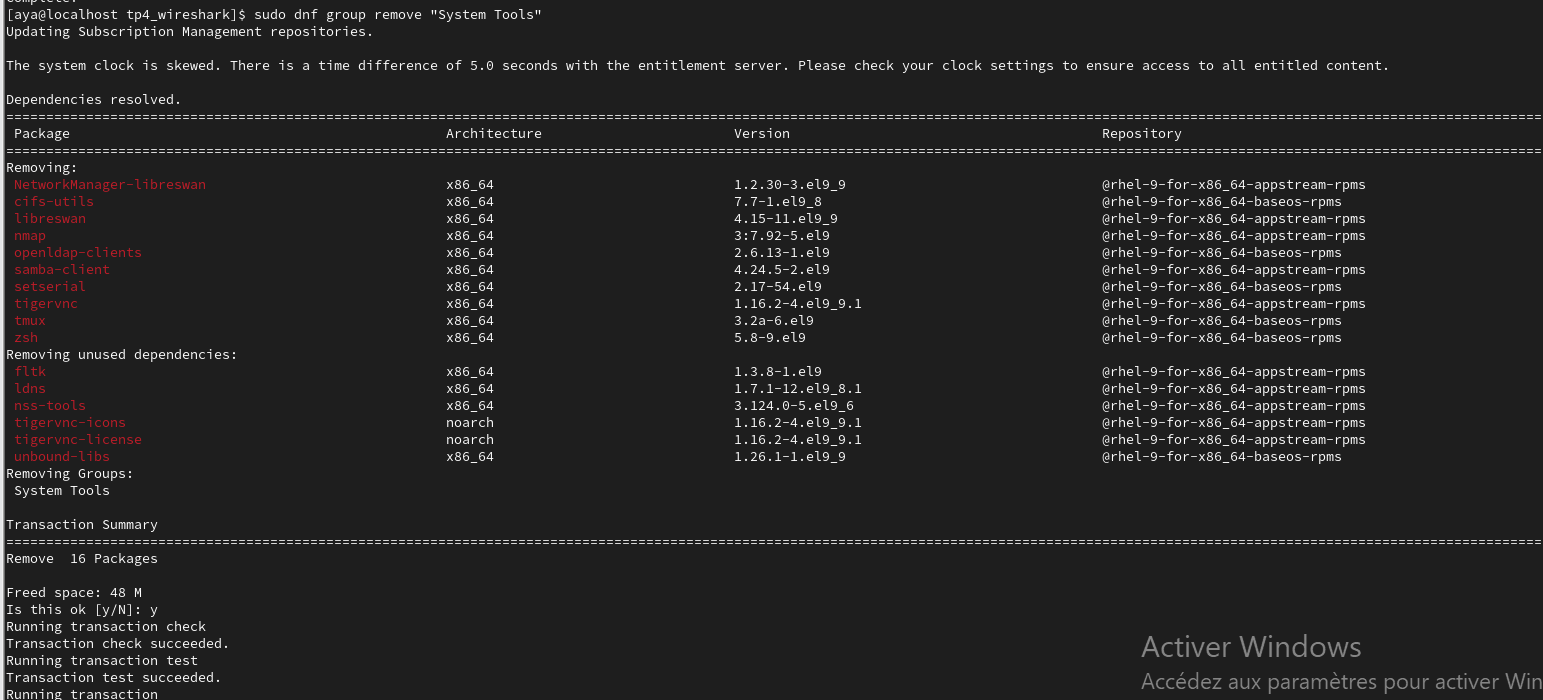 [aya@localhost tp4_wireshark]$ sudo dnf group remove "System Tools"
Updating Subscription Management repositories.
The system clock is skewed. There is a time difference of 5.0 seconds with the entitlement server. Please check your clock settings to ensure access to all entitled content.
Dependencies resolved.
Package Architecture Version Repository
Removing:
NetworkManager-libreswan x86_64 1.2.30-3.el9_9 @rhel-9-for-x86_64-appstream-rpms
cifs-utils x86_64 7.7-1.el9_8 @rhel-9-for-x86_64-baseos-rpms
libreswan x86_64 4.15-11.el9_9 @rhel-9-for-x86_64-appstream-rpms
nmap x86_64 3:7.92-5.el9 @rhel-9-for-x86_64-appstream-rpms
openldap-clients x86_64 2.6.13-1.el9 @rhel-9-for-x86_64-baseos-rpms
samba-client x86_64 4.24.5-2.el9 @rhel-9-for-x86_64-appstream-rpms
setserial x86_64 2.17-54.el9 @rhel-9-for-x86_64-baseos-rpms
tigervnc x86_64 1.16.2-4.el9_9.1 @rhel-9-for-x86_64-appstream-rpms
tmux x86_64 3.2a-6.el9 @rhel-9-for-x86_64-baseos-rpms
zsh x86_64 5.8-9.el9 @rhel-9-for-x86_64-baseos-rpms
Removing unused dependencies:
fltk x86_64 1.3.8-1.el9 @rhel-9-for-x86_64-appstream-rpms
ldns x86_64 1.7.1-12.el9_8.1 @rhel-9-for-x86_64-appstream-rpms
nss-tools x86_64 3.124.0-5.el9_6 @rhel-9-for-x86_64-appstream-rpms
tigervnc-icons noarch 1.16.2-4.el9_9.1 @rhel-9-for-x86_64-appstream-rpms
tigervnc-license noarch 1.16.2-4.el9_9.1 @rhel-9-for-x86_64-appstream-rpms
unbound-libs x86_64 1.26.1-1.el9_9 @rhel-9-for-x86_64-baseos-rpms
Removing Groups:
System Tools
Transaction Summary
Remove 16 Packages
Freed space: 48 M
Is this ok [y/N]: y
Running transaction check
Transaction check succeeded.
Running transaction test
Transaction test succeeded.
Running transaction
Activer Windows
Accédez aux paramètres pour activer Win